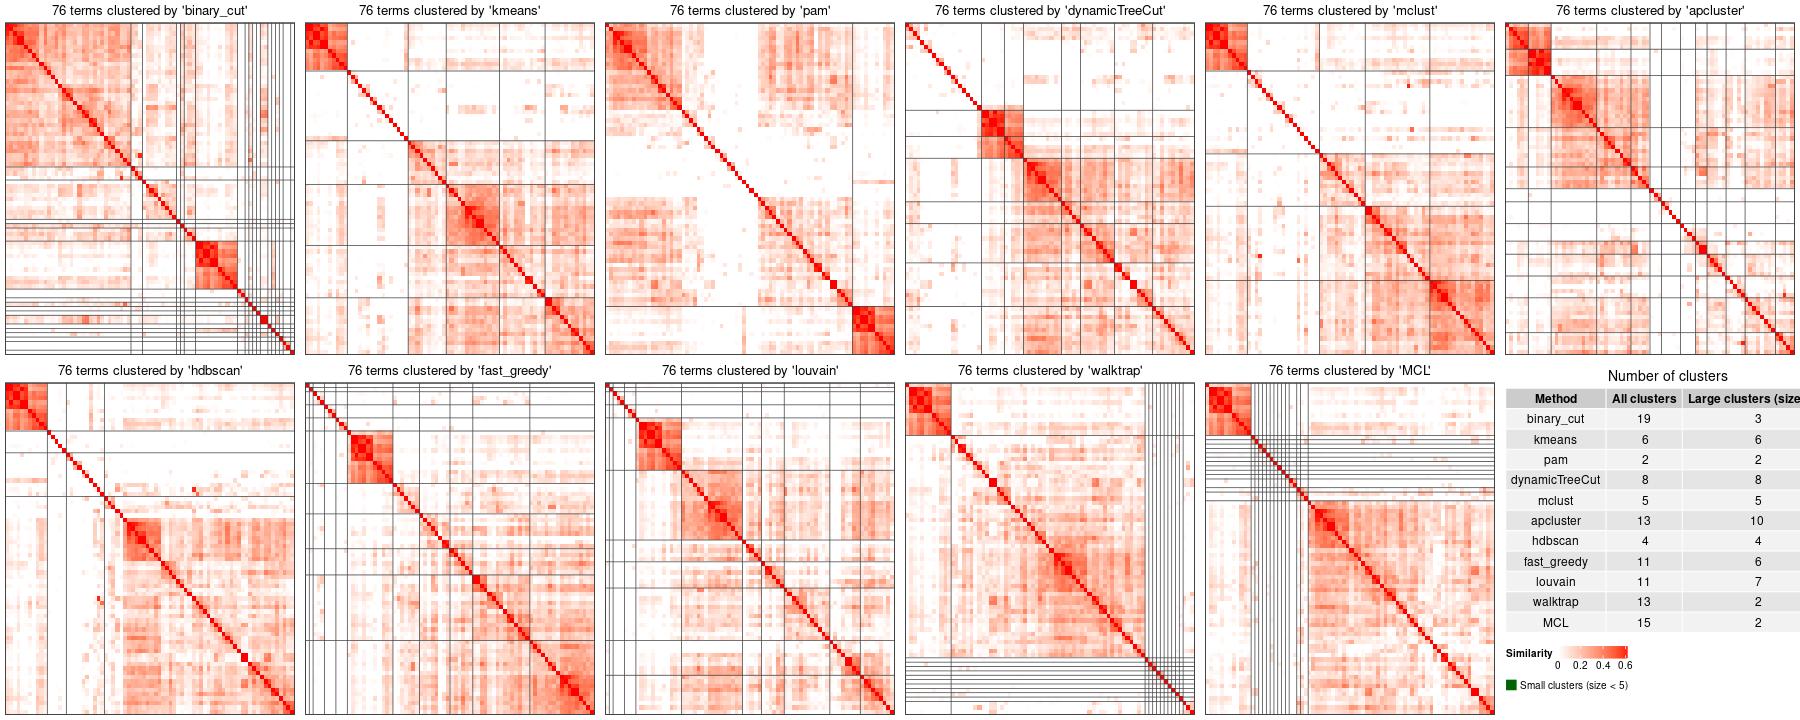 76 terms clustered by 'binary_cut'
76 terms clustered by 'kmeans'
76 terms clustered by 'pam'
76 terms clustered by 'dynamicTreeCut'
76 terms clustered by 'mclust'
76 terms clustered by 'apcluster'
76 terms clustered by 'hdbscan'
76 terms clustered by 'fast_greedy'
76 terms clustered by 'louvain'
76 terms clustered by 'walktrap'
76 terms clustered by 'MCL'
Number of clusters
Method All clusters Large clusters (size
binary_cut 19 3
kmeans 6 6
pam 2 2
dynamicTreeCut 8 8
mclust 5 5
apcluster 13 10
hdbscan 4 4
fast_greedy 11 6
louvain 11 7
walktrap 13 2
MCL 15 2
Similarity
0 0.2 0.4 0.6
Small clusters (size < 5)